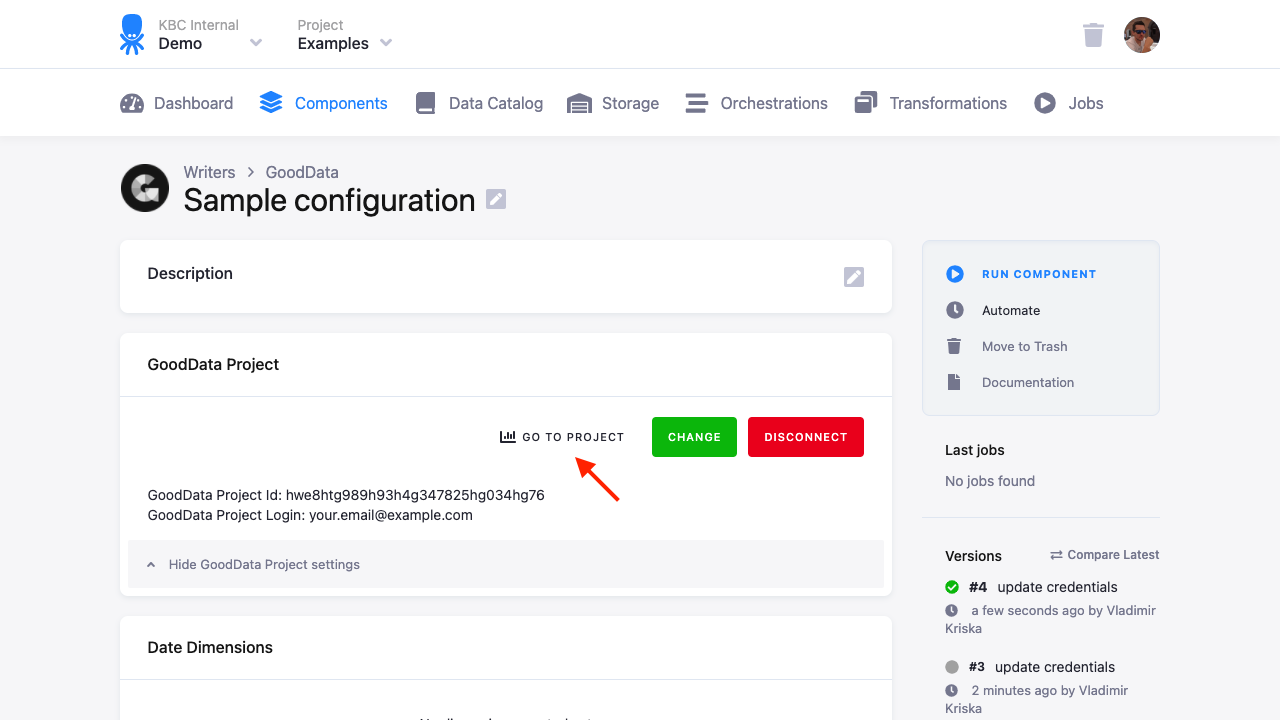 KBC Internal
Demo
Project
Examples
Dashboard
Components
Data Catalog
Storage
Orchestrations
Transformations
Jobs
Writers > GoodData
Sample configuration
Description
GoodData Project
GO TO PROJECT
CHANGE
DISCONNECT
GoodData Project Id: hwe8htg989h93h4g347825hg034hg76
GoodData Project Login: your.email@example.com
Hide GoodData Project settings
Date Dimensions
RUN COMPONENT
Automate
Move to Trash
Documentation
Last jobs
No jobs found
Versions
Compare Latest
#4 update credentials
a few seconds ago by Vladimir
Kriska
#3 update credentials
2 minutes ago by Vladimir
Kriska